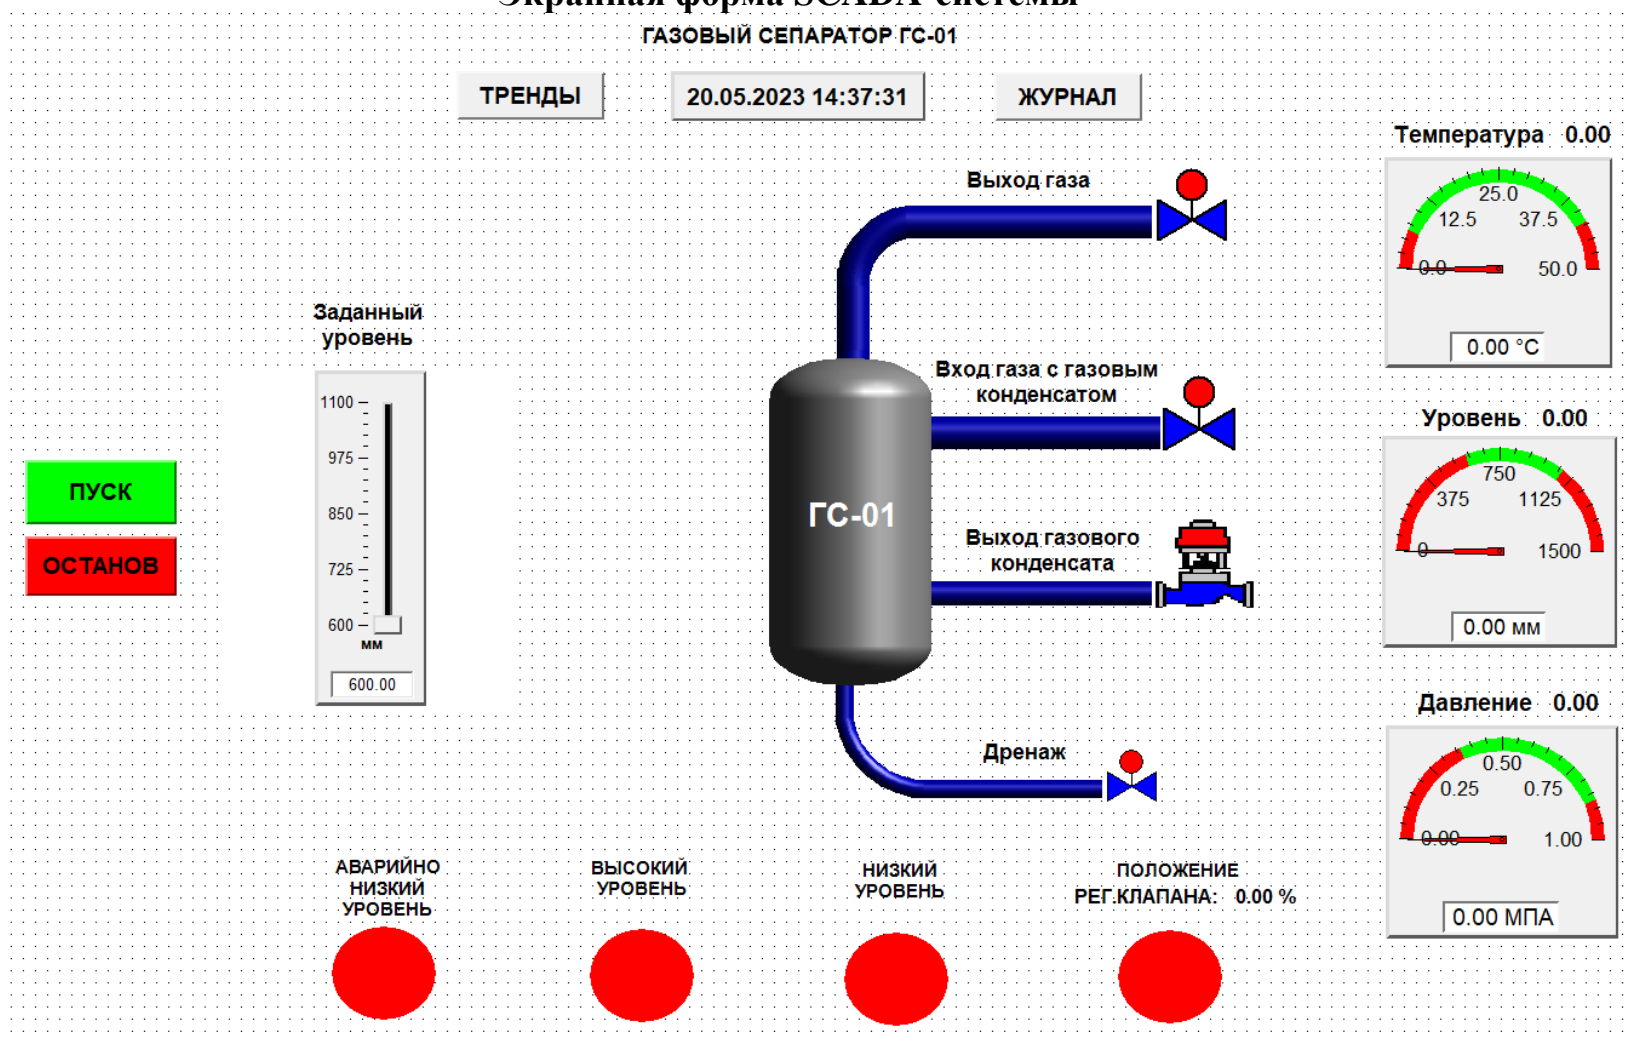 Экранная форма SCADA-системы
ГАЗОВЫЙ СЕПАРАТОР ГС-01
ТРЕНДЫ
20.05.2023 14:37:31
ЖУРНАЛ
Температура 0.00
25.0
12.5 37.5
0.0 50.0
0.00 °C
Выход газа
Заданный
уровень
1100
975
850
725
600
мм
600.00
ПУСК
ОСТАНОВ
Вход газа с газовым
конденсатом
ГС-01
Выход газового
конденсата
Дренаж
Уровень 0.00
750
375 1125
0 1500
0.00 мм
Давление 0.00
0.50
0.25 0.75
0.00 1.00
0.00 МПА
АВАРИЙНО
НИЗКИЙ
УРОВЕНЬ
ВЫСОКИЙ
УРОВЕНЬ
НИЗКИЙ
УРОВЕНЬ
ПОЛОЖЕНИЕ
РЕГ.КЛАПАНА: 0.00 %